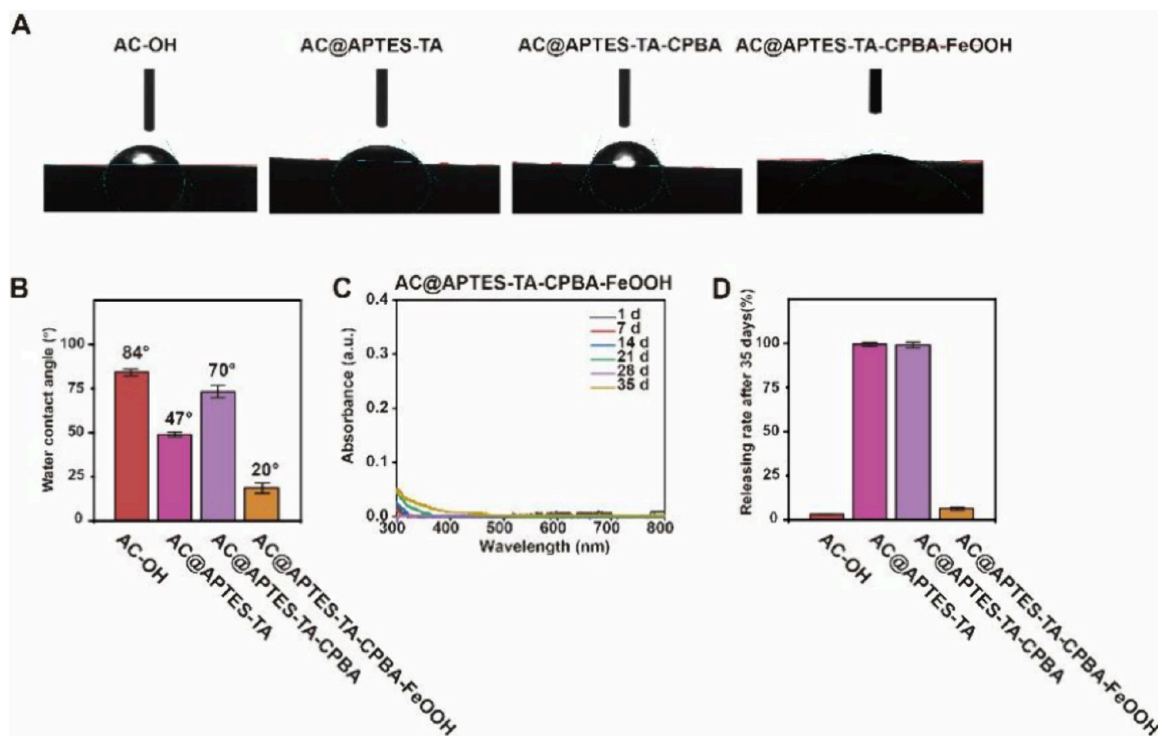 A
AC-OH
AC@APTES-TA
AC@APTES-TA-CPBA
AC@APTES-TA-CPBA-FeOOH
B
Water contact angle (°)
100
75
50
25
0
84°
47°
70°
20°
AC-OH
AC@APTES-TA
AC@APTES-TA-CPBA
AC@APTES-TA-CPBA-FeOOH
C
AC@APTES-TA-CPBA-FeOOH
Absorbance (a.u.)
0.4
0.3
0.2
0.1
0.0
1 d
7 d
14 d
21 d
28 d
35 d
300 400 500 600 700 800
Wavelength (nm)
D
Releasing rate after 35 days(%)
100
75
50
25
0
AC-OH
AC@APTES-TA
AC@APTES-TA-CPBA
AC@APTES-TA-CPBA-FeOOH